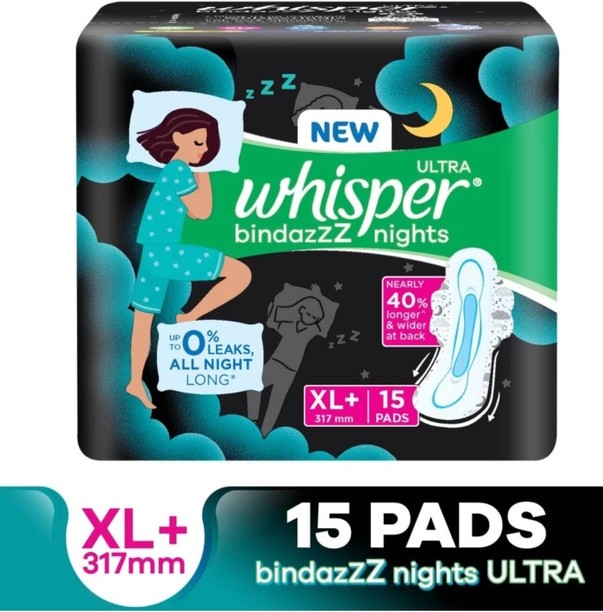 z z Z Z
NEW
ULTRA
whisper®
bindazZZ nights
NEARLY
40%
longer^
& wider
at back
UP TO 0% LEAKS,
ALL NIGHT
LONG*
z z Z
XL+ 15
317 mm PADS
XL+
317mm
15 PADS
bindazZZ nights ULTRA